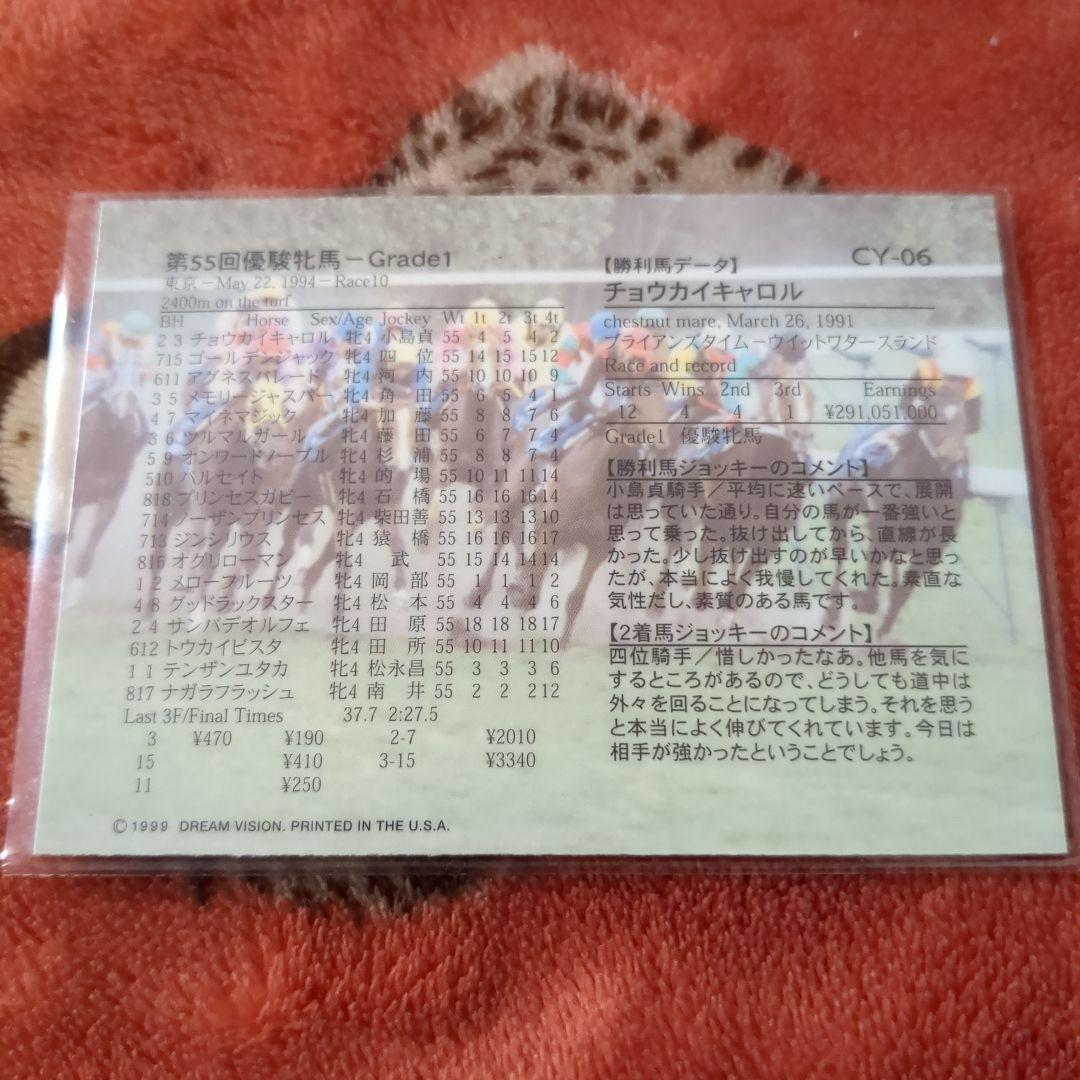 第55回優駿牝馬－Grade1
東京－May 22, 1994－Race10
2400m on the turf
BH Horse Sex/Age Jockey Wt 1t 2t 3t 4t
2 3 チョウカイキャロル 牝4 小島貞 55 4 5 4 2
715 ゴールデンジャック 牝4 四位 55 14 15 15 12
611 アグネスパレード 牝4 河内 55 10 10 10 9
3 5 メモリージャスパー 牝4 角田 55 6 5 4 1
4 7 マイネマジック 牝4 加藤 55 8 8 7 6
3 6 ツルマルガール 牝4 藤田 55 6 7 7 4
5 9 オンワードノーブル 牝4 杉浦 55 8 8 7 4
510 バルセイト 牝4 的場 55 10 11 11 14
818 プリンセスガビー 牝4 石橋 55 16 16 16 14
714 ノーザンプリンセス 牝4 柴田善 55 13 13 13 10
713 ジンシリウス 牝4 猿橋 55 16 16 16 17
816 オグリローマン 牝4 武 55 15 14 14 14
1 2 メローフルーツ 牝4 岡部 55 1 1 1 2
4 8 グッドラックスター 牝4 松本 55 4 4 4 6
2 4 サンバデオルフェ 牝4 田原 55 18 18 18 17
612 トウカイビスタ 牝4 田所 55 10 11 11 10
1 1 テンザンユタカ 牝4 松永昌 55 3 3 3 6
817 ナガラフラッシュ 牝4 南井 55 2 2 2 12
Last 3F/Final Times 37.7 2:27.5
3 ¥470 ¥190 2-7 ¥2010
15 ¥410 3-15 ¥3340
11 ¥250
©1999 DREAM VISION. PRINTED IN THE U.S.A.
CY-06
【勝利馬データ】
チョウカイキャロル
chestnut mare, March 26, 1991
ブライアンズタイム－ウイットワタースランド
Race and record
Starts Wins 2nd 3rd Earnings
12 4 4 1 ¥291,051,000
Grade1 優駿牝馬
【勝利馬ジョッキーのコメント】
小島貞騎手／平均に速いペースで、展開
は思っていた通り。自分の馬が一番強いと
思って乗った。抜け出してから、直線が長
かった。少し抜け出すのが早いかなと思っ
たが、本当によく我慢してくれた。素直な
気性だし、素質のある馬です。
【2着馬ジョッキーのコメント】
四位騎手／惜しかったなあ。他馬を気に
するところがあるので、どうしても道中は
外々を回ることになってしまう。それを思う
と本当によく伸びてくれています。今日は
相手が強かったということでしょう。